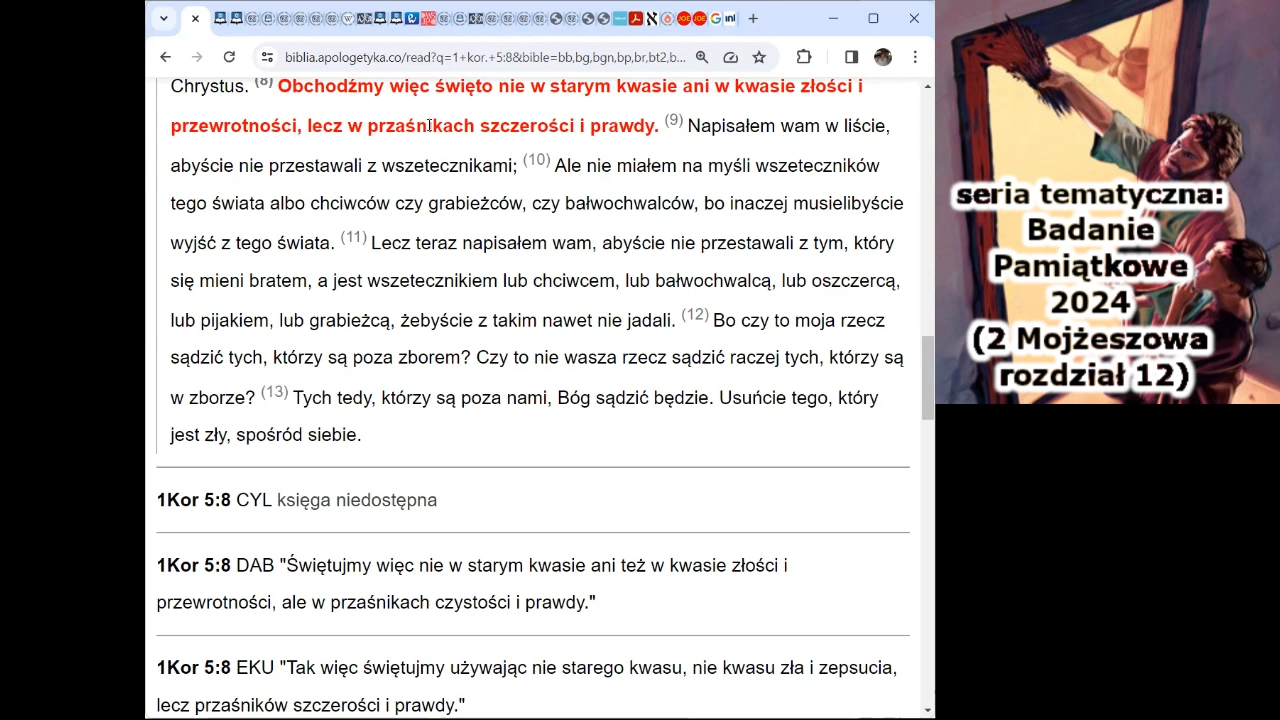 biblia.apologetyka.co/read?q=1+kor.+5:8&bible=bb,bg,bgn,bp,br,bt2,b...
Chrystus. (8) Obchodźmy więc święto nie w starym kwasie ani w kwasie złości i
przewrotności, lecz w przaśnikach szczerości i prawdy. (9) Napisałem wam w liście,
abyście nie przestawali z wszetecznikami; (10) Ale nie miałem na myśli wszeteczników
tego świata albo chciwców czy grabieżców, czy bałwochwalców, bo inaczej musielibyście
wyjść z tego świata. (11) Lecz teraz napisałem wam, abyście nie przestawali z tym, który
się mieni bratem, a jest wszetecznikiem lub chciwcem, lub bałwochwalcą, lub oszczercą,
lub pijakiem, lub grabieżcą, żebyście z takim nawet nie jadali. (12) Bo czy to moja rzecz
sądzić tych, którzy są poza zborem? Czy to nie wasza rzecz sądzić raczej tych, którzy są
w zborze? (13) Tych tedy, którzy są poza nami, Bóg sądzić będzie. Usuńcie tego, który
jest zły, spośród siebie.
1Kor 5:8 CYL księga niedostępna
1Kor 5:8 DAB "Świętujmy więc nie w starym kwasie ani też w kwasie złości i
przewrotności, ale w przaśnikach czystości i prawdy."
1Kor 5:8 EKU "Tak więc świętujmy używając nie starego kwasu, nie kwasu zła i zepsucia,
lecz przaśników szczerości i prawdy."
seria tematyczna:
Badanie
Pamiątkowe
2024
(2 Mojżeszowa
rozdział 12)